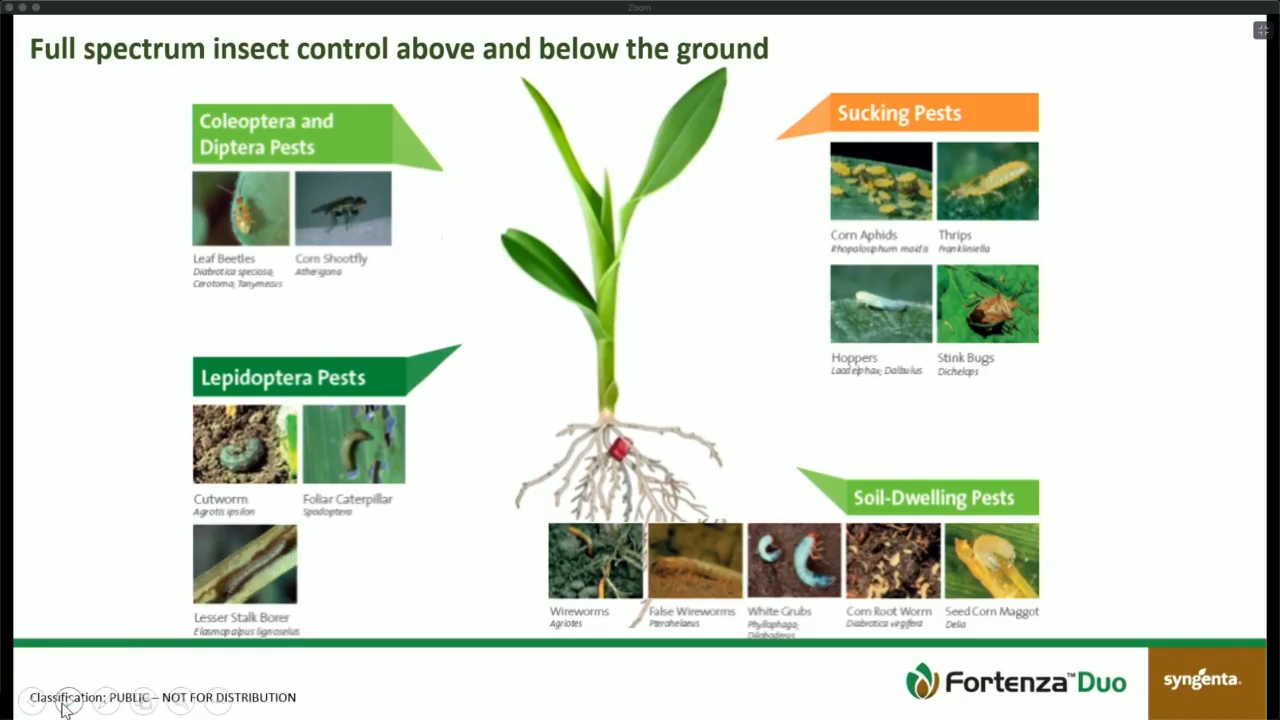 Zoom
Full spectrum insect control above and below the ground
Coleoptera and
Diptera Pests
Leaf Beetles
Diabrotica speciosa;
Cerotoma; Tanymecus
Corn Shootfly
Atherigona
Sucking Pests
Corn Aphids
Rhopalosiphum maidis
Thrips
Frankliniella
Hoppers
Laodelphax; Dalbulus
Stink Bugs
Dichelops
Lepidoptera Pests
Cutworm
Agrotis ipsilon
Foliar Caterpillar
Spodoptera
Lesser Stalk Borer
Elasmopalpus lignoselus
Soil-Dwelling Pests
Wireworms
Agriotes
False Wireworms
Pterohelaeus
White Grubs
Phyllophaga;
Diloboderus
Corn Root Worm
Diabrotica virgifera
Seed Corn Maggot
Delia
Classification: PUBLIC – NOT FOR DISTRIBUTION
Fortenza™ Duo
syngenta.